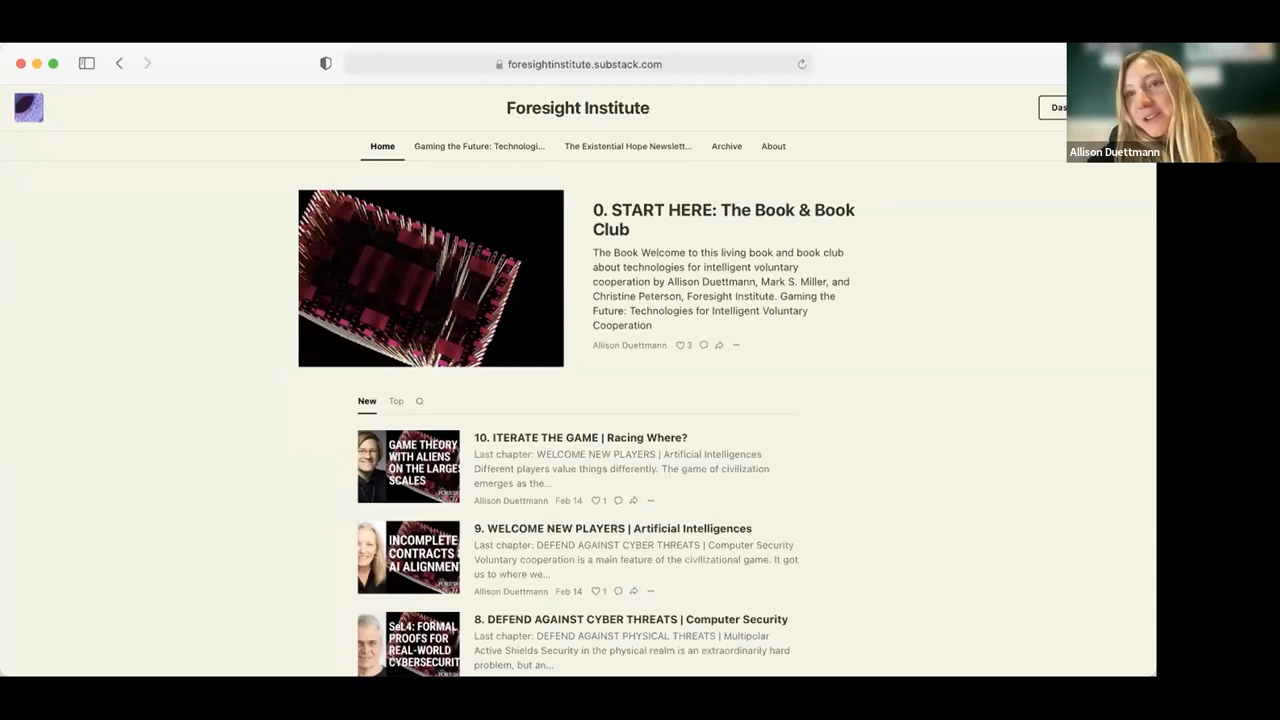 foresightinstitute.substack.com
Foresight Institute
Das
Allison Duettmann
Home
Gaming the Future: Technologi...
The Existential Hope Newslett...
Archive
About
0. START HERE: The Book & Book
Club
The Book Welcome to this living book and book club
about technologies for intelligent voluntary
cooperation by Allison Duettmann, Mark S. Miller, and
Christine Peterson, Foresight Institute. Gaming the
Future: Technologies for Intelligent Voluntary
Cooperation
Allison Duettmann 3
New Top
GAME THEORY
WITH ALIENS
ON THE LARGES
SCALES
10. ITERATE THE GAME | Racing Where?
Last chapter: WELCOME NEW PLAYERS | Artificial Intelligences
Different players value things differently. The game of civilization
emerges as the...
Allison Duettmann Feb 14 1
INCOMPLETE
CONTRACTS &
AI ALIGNMEN
9. WELCOME NEW PLAYERS | Artificial Intelligences
Last chapter: DEFEND AGAINST CYBER THREATS | Computer Security
Voluntary cooperation is a main feature of the civilizational game. It got
us to where we...
Allison Duettmann Feb 14 1
SeL4: FORMAL
PROOFS FOR
REAL-WORLD
CYBERSECURIT
8. DEFEND AGAINST CYBER THREATS | Computer Security
Last chapter: DEFEND AGAINST PHYSICAL THREATS | Multipolar
Active Shields Security in the physical realm is an extraordinarily hard
problem, but an...